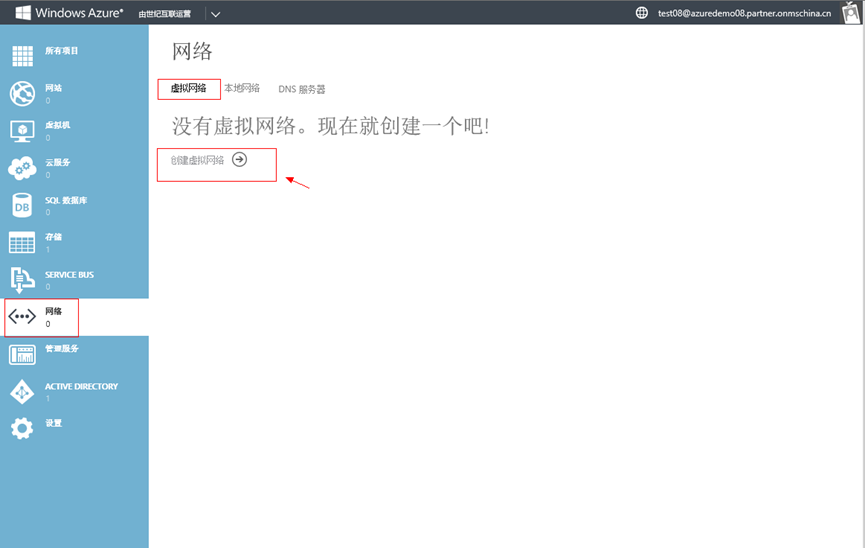 Windows Azure* 由世纪互联运营 test08@azuredemo08.partner.onmschina.cn
所有项目
网站
0
虚拟机
0
云服务
0
DB
SQL 数据库
0
存储
1
SERVICE BUS
0
网络
0
管理服务
ACTIVE DIRECTORY
1
设置
网络
虚拟网络 本地网络 DNS 服务器
没有虚拟网络。现在就创建一个吧!
创建虚拟网络